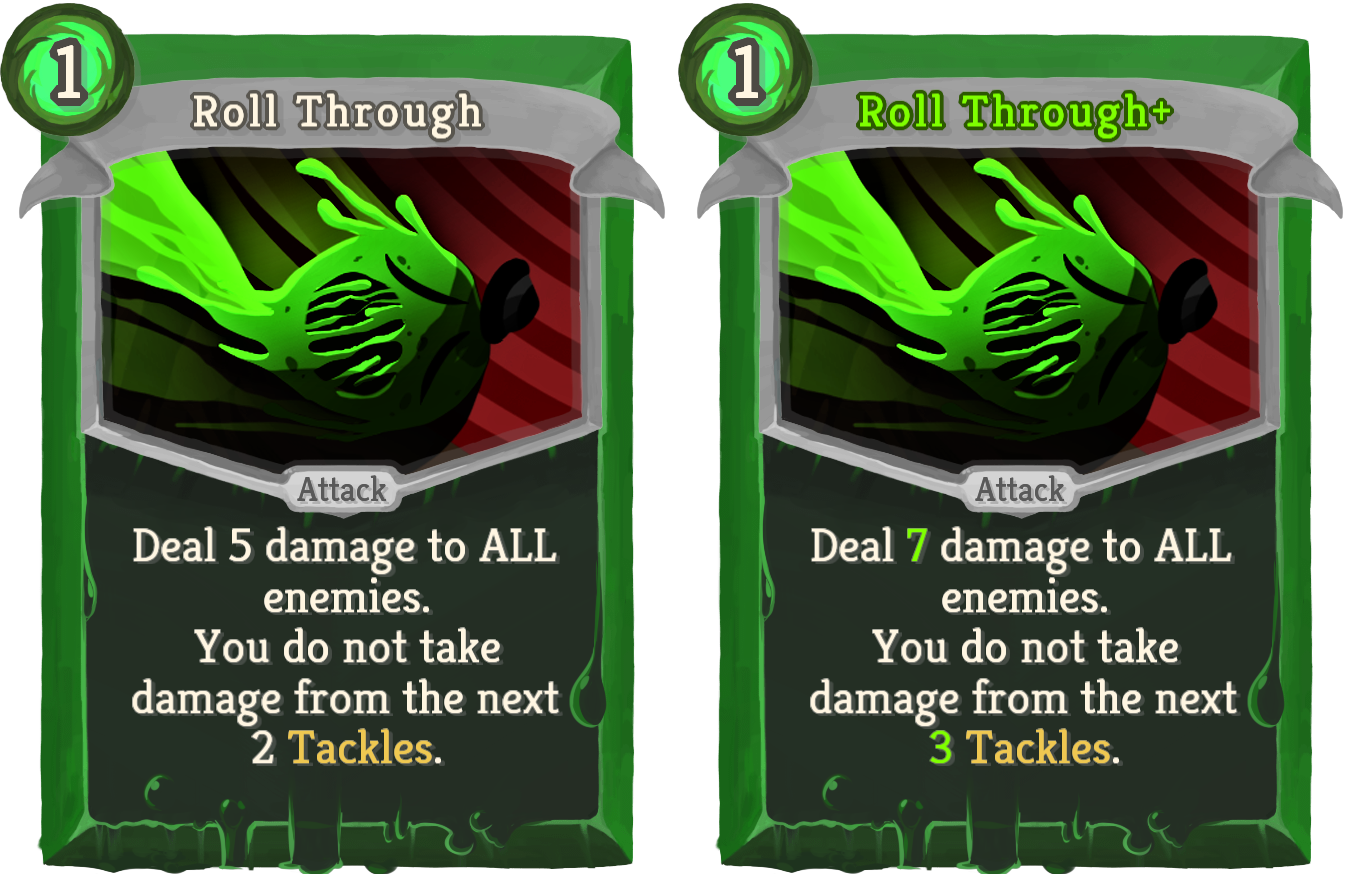 1
Roll Through
Attack
Deal 5 damage to ALL
enemies.
You do not take
damage from the next
2 Tackles.
1
Roll Through+
Attack
Deal 7 damage to ALL
enemies.
You do not take
damage from the next
3 Tackles.